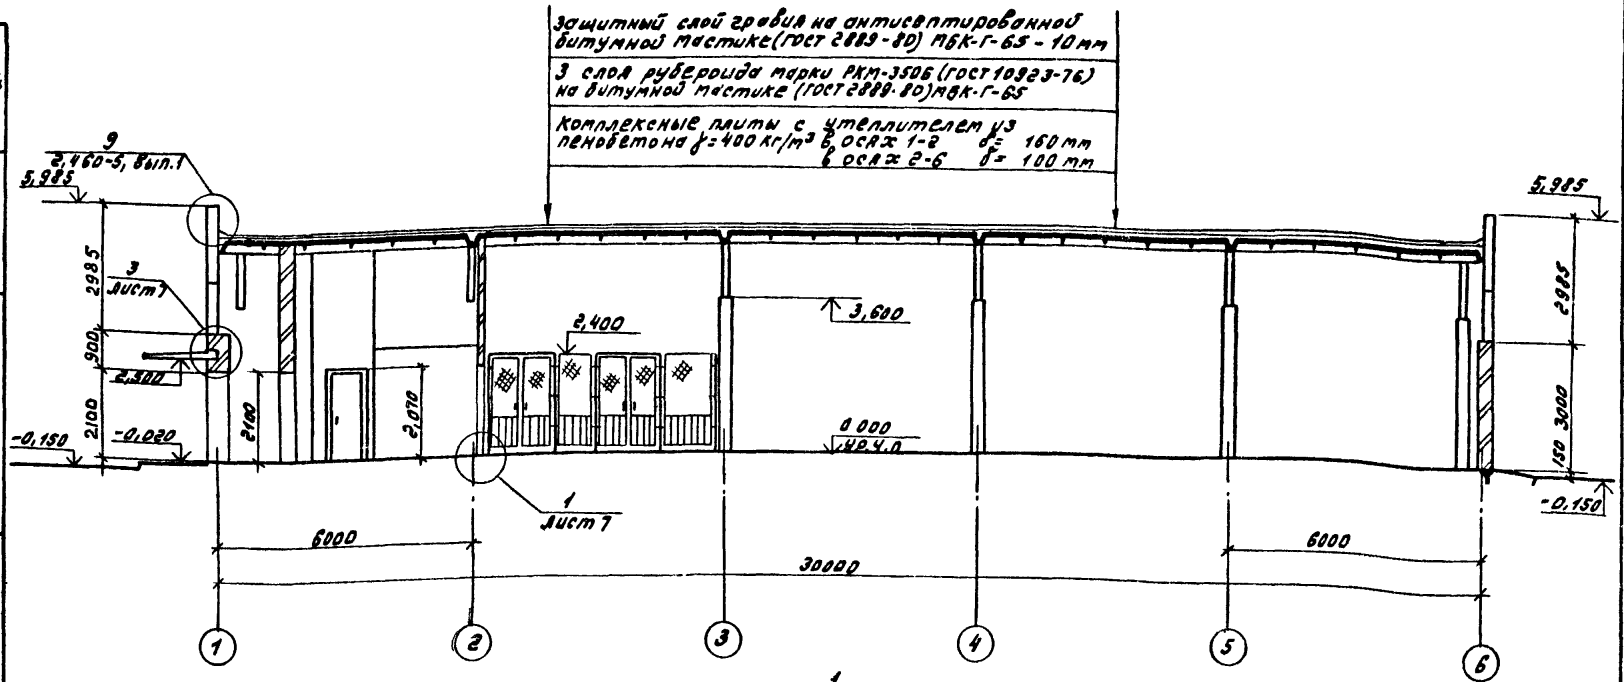 Защитный слой гравия на антисептированной
битумной мастике (ГОСТ 2889-80) МБК-Г-65 - 10 мм
3 слоя рубероида марки РКМ-350Б (ГОСТ 10923-76)
на битумной мастике (ГОСТ 2889-80) МБК-Г-65
Комплексные плиты с утеплителем из
пенобетона γ=400 кг/м³ в осях 1-2 δ= 160 мм
в осях 2-6 δ= 100 мм
9
2,460-5, Вып.1
5,985
5,985
2985
3
Лист 7
900
2,500
2100
-0,150
-0,020
2100
2,070
2,400
3,600
0.000
ур.ч.п.
2985
3000
150
-0,150
1
Лист 7
6000
6000
30000
1
2
3
4
5
6